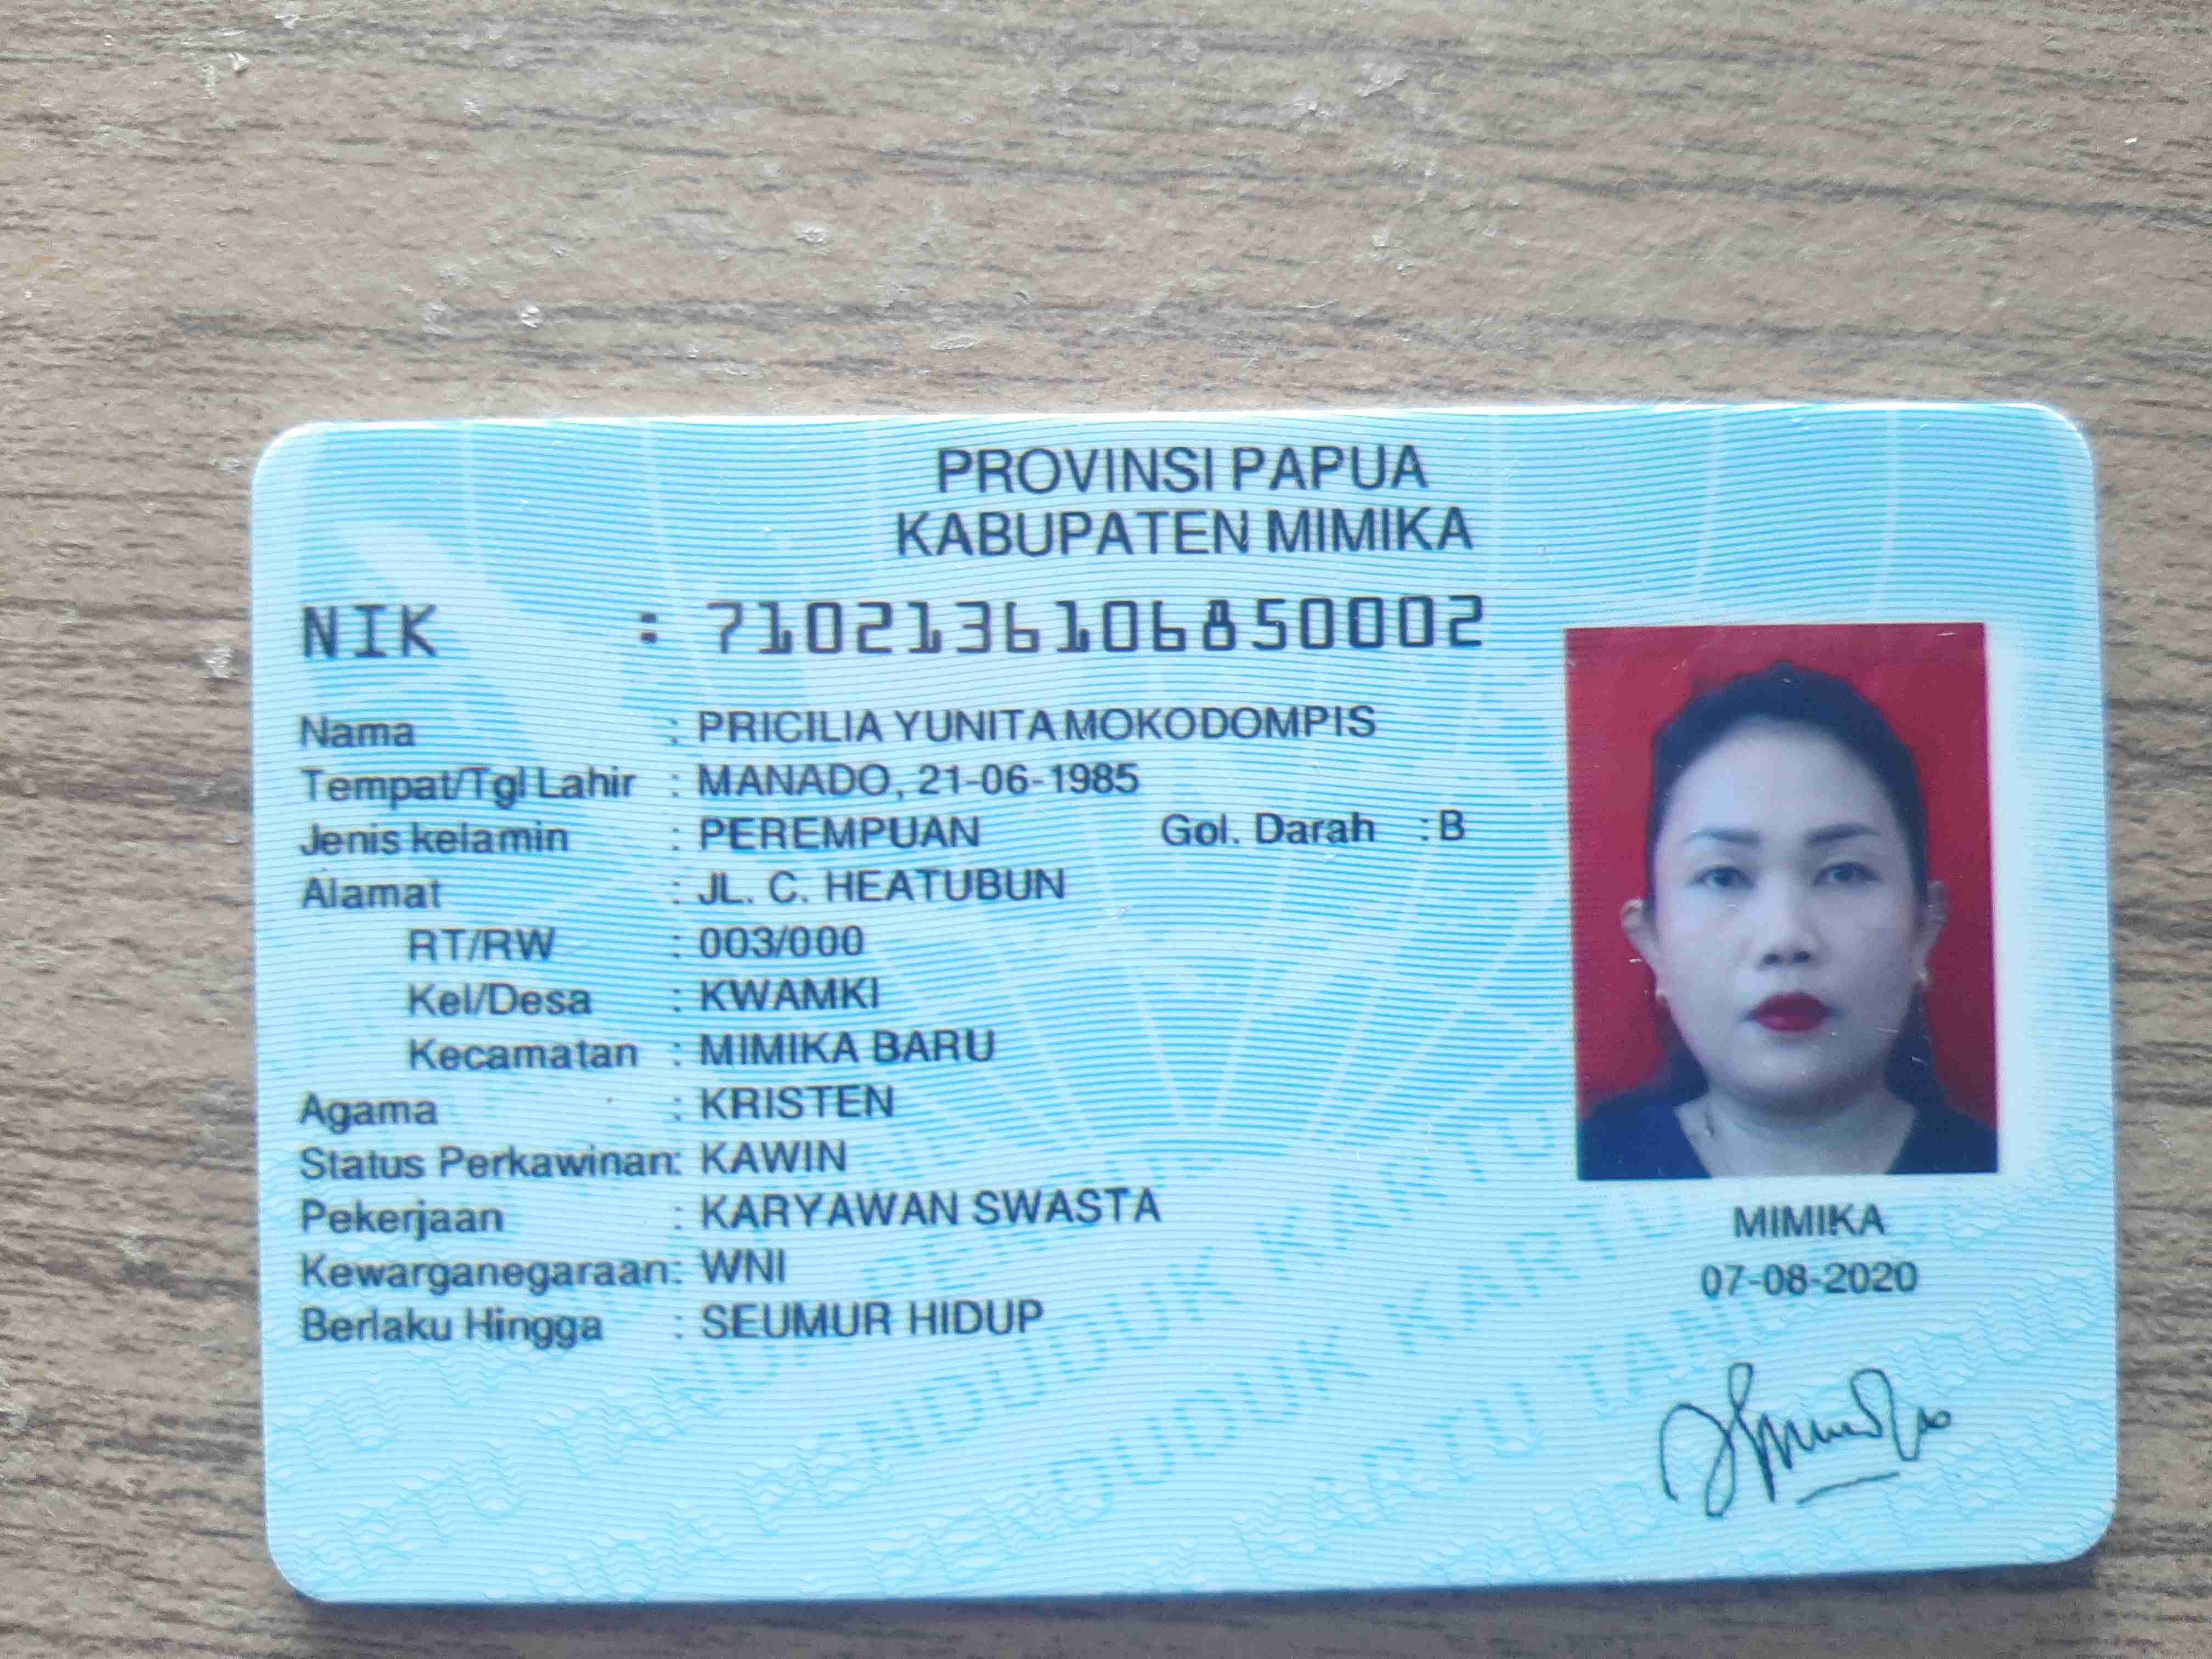 PROVINSI PAPUA
KABUPATEN MIMIKA
NIK : 7102136106850002
Nama : PRICILIA YUNITA MOKODOMPIS
Tempat/Tgl Lahir : MANADO, 21-06-1985
Jenis kelamin : PEREMPUAN Gol. Darah : B
Alamat : JL. C. HEATUBUN
RT/RW : 003/000
Kel/Desa : KWAMKI
Kecamatan : MIMIKA BARU
Agama : KRISTEN
Status Perkawinan: KAWIN
Pekerjaan : KARYAWAN SWASTA
Kewarganegaraan: WNI
Berlaku Hingga : SEUMUR HIDUP
MIMIKA
07-08-2020